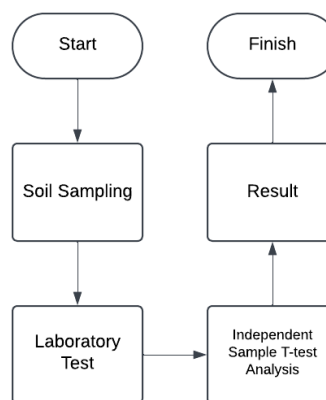 Start
Finish
Soil Sampling
Result
Laboratory
Test
Independent
Sample T-test
Analysis